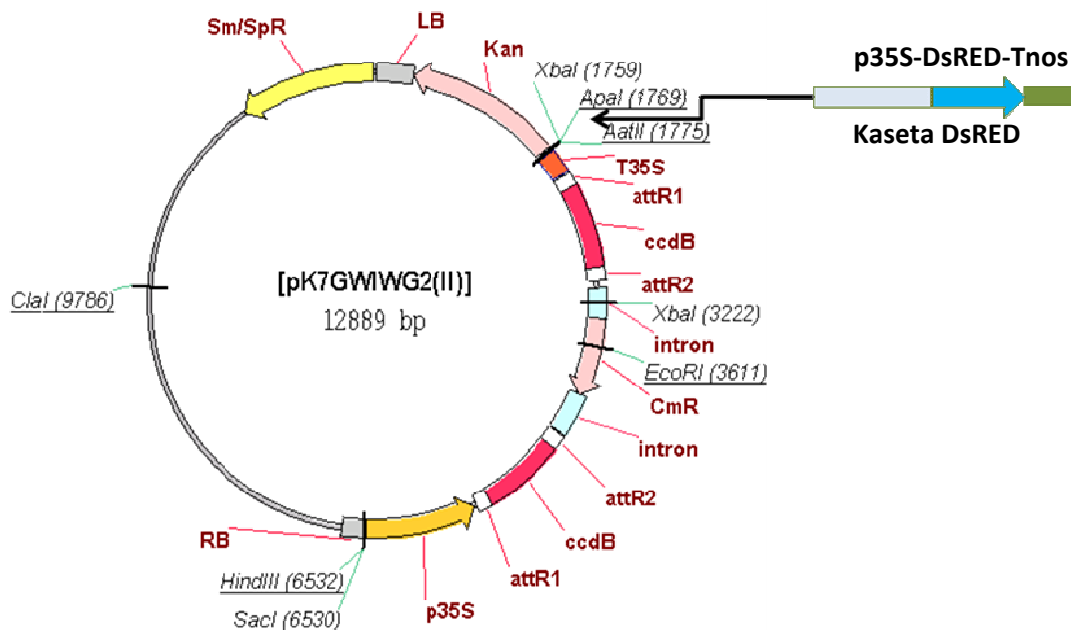 LB
Sm/SpR
Kan
XbaI (1759)
ApaI (1769)
AatII (1775)
p35S-DsRED-Tnos
Kaseta DsRED
T35S
attR1
ccdB
attR2
XbaI (3222)
intron
EcoRI (3611)
CmR
intron
attR2
ccdB
attR1
p35S
SacI (6530)
HindIII (6532)
RB
ClaI (9786)
[pK7GWIWG2(II)]
12889 bp